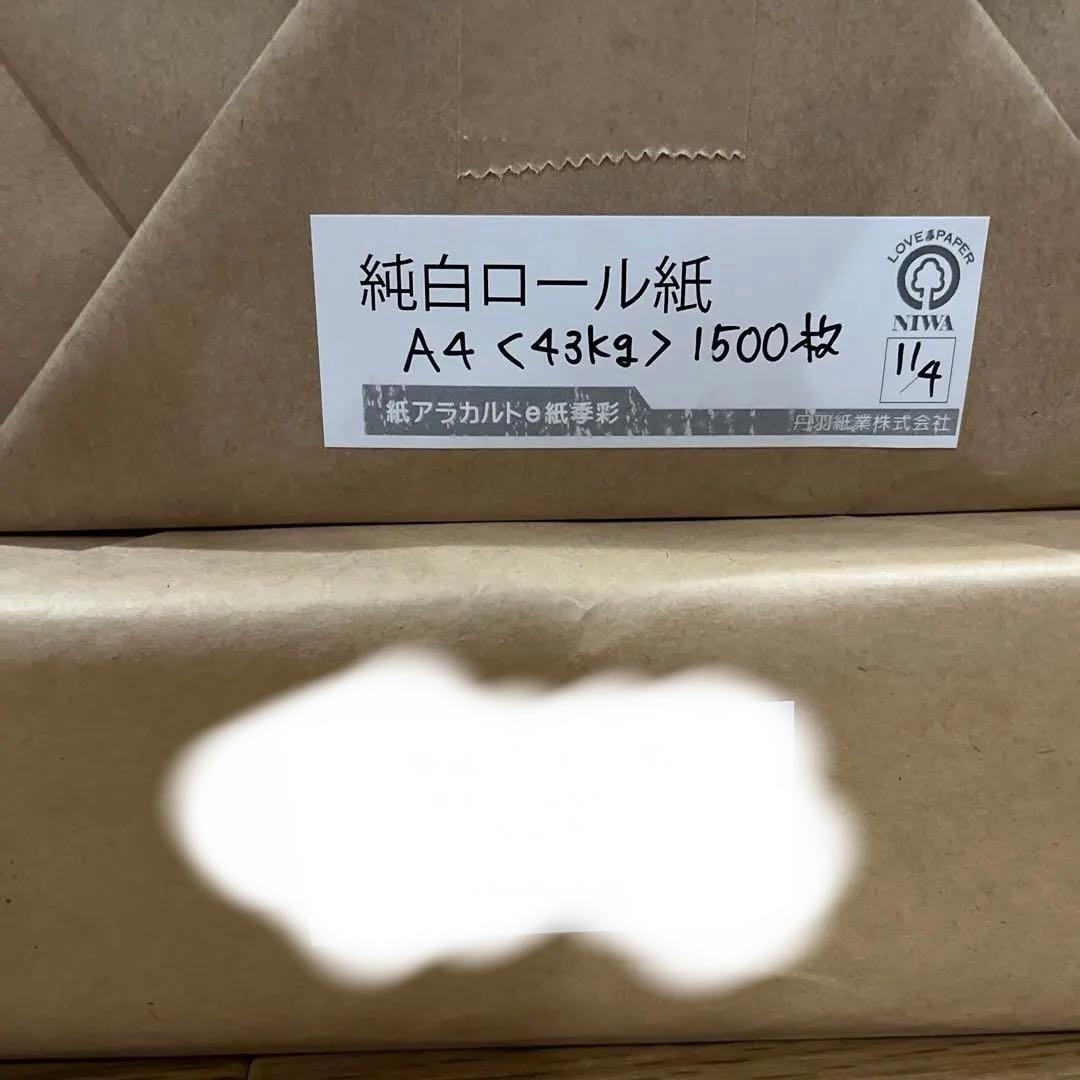 純白ロール紙
A4〈43kg〉1500枚
LOVE & PAPER
NIWA
11/4
紙アラカルトe紙季彩
丹羽紙業株式会社